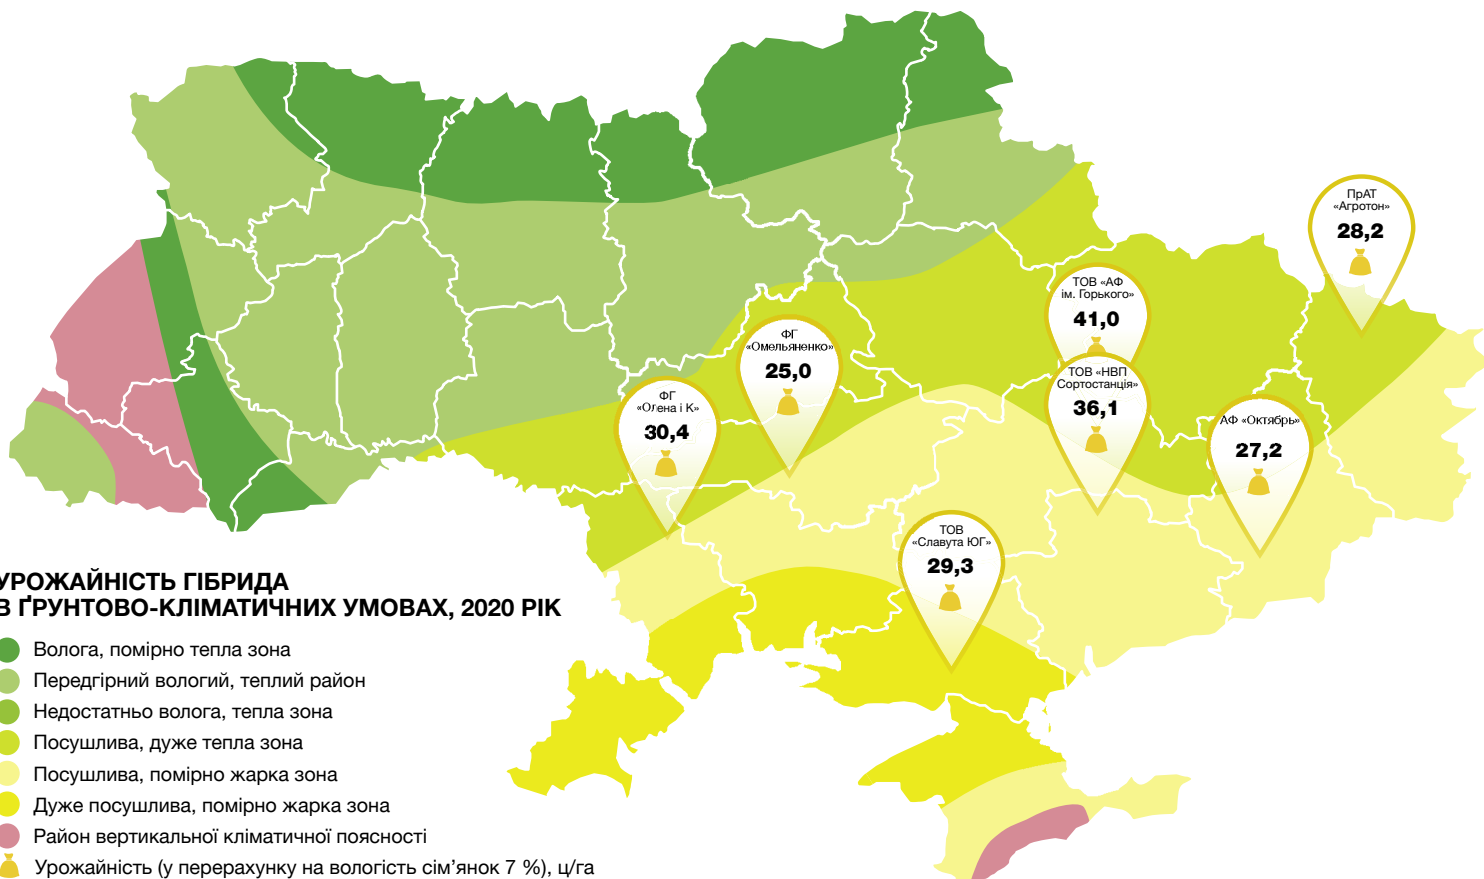 ПрАТ
«Агротон»
28,2
ТОВ «АФ
ім. Горького»
41,0
ФГ
«Омельяненко»
25,0
ТОВ «НВП
Сортостанція»
36,1
ФГ
«Олена і К»
30,4
АФ «Октябрь»
27,2
ТОВ
«Славута ЮГ»
29,3
УРОЖАЙНІСТЬ ГІБРИДА
В ҐРУНТОВО-КЛІМАТИЧНИХ УМОВАХ, 2020 РІК
Волога, помірно тепла зона
Передгірний вологий, теплий район
Недостатньо волога, тепла зона
Посушлива, дуже тепла зона
Посушлива, помірно жарка зона
Дуже посушлива, помірно жарка зона
Район вертикальної кліматичної поясності
Урожайність (у перерахунку на вологість сім’янок 7 %), ц/га